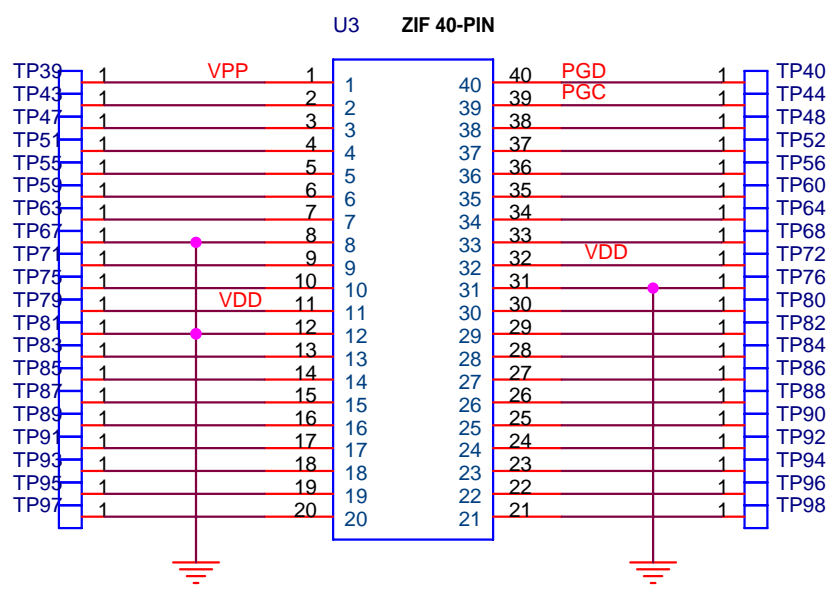 U3 ZIF 40-PIN
TP39 1 VPP 1 1 40 40 PGD 1 TP40
TP43 1 2 2 39 39 PGC 1 TP44
TP47 1 3 3 38 38 1 TP48
TP51 1 4 4 37 37 1 TP52
TP55 1 5 5 36 36 1 TP56
TP59 1 6 6 35 35 1 TP60
TP63 1 7 7 34 34 1 TP64
TP67 1 8 8 33 33 1 TP68
TP71 1 9 9 32 32 VDD 1 TP72
TP75 1 10 10 31 31 1 TP76
TP79 1 VDD 11 11 30 30 1 TP80
TP81 1 12 12 29 29 1 TP82
TP83 1 13 13 28 28 1 TP84
TP85 1 14 14 27 27 1 TP86
TP87 1 15 15 26 26 1 TP88
TP89 1 16 16 25 25 1 TP90
TP91 1 17 17 24 24 1 TP92
TP93 1 18 18 23 23 1 TP94
TP95 1 19 19 22 22 1 TP96
TP97 1 20 20 21 21 1 TP98